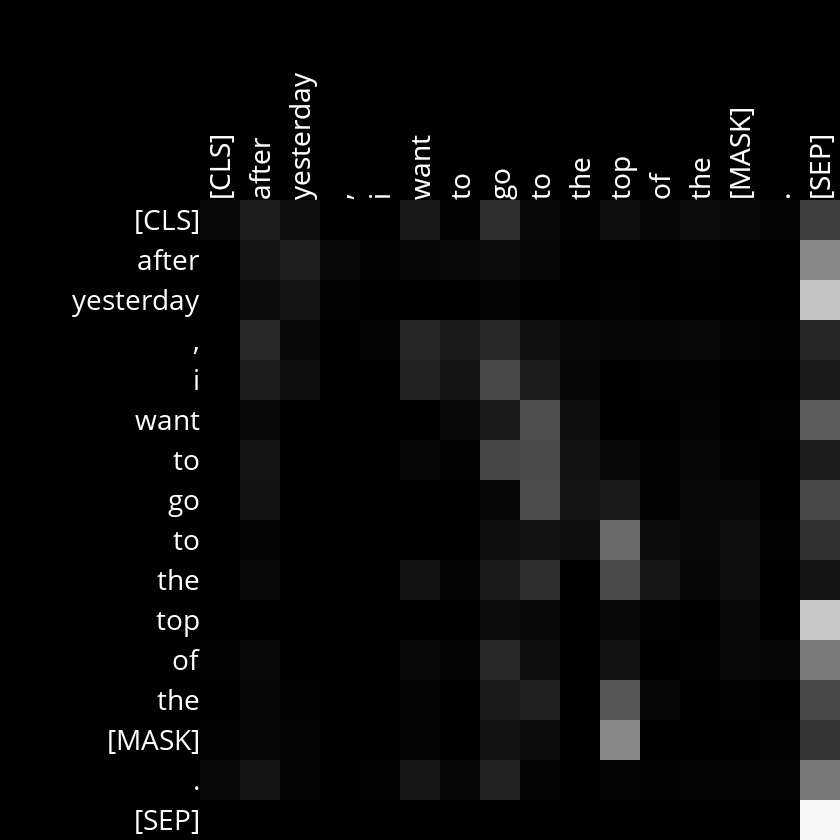 [CLS] after yesterday , i want to go to the top of the [MASK] . [SEP]
[CLS]
after
yesterday
,
i
want
to
go
to
the
top
of
the
[MASK]
.
[SEP]